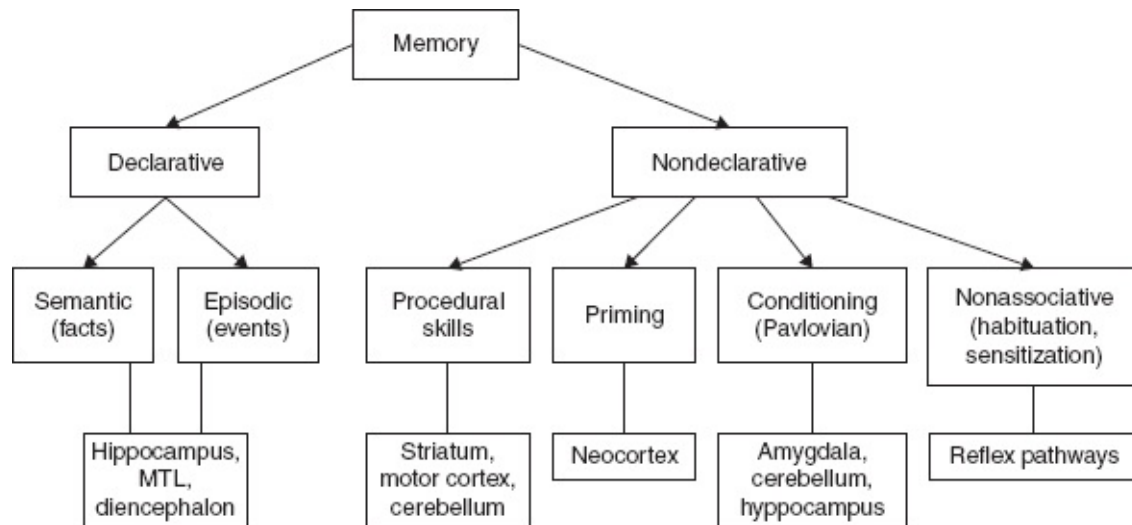 Memory
Declarative
Nondeclarative
Semantic
(facts)
Episodic
(events)
Procedural
skills
Priming
Conditioning
(Pavlovian)
Nonassociative
(habituation,
sensitization)
Hippocampus,
MTL,
diencephalon
Striatum,
motor cortex,
cerebellum
Neocortex
Amygdala,
cerebellum,
hyppocampus
Reflex pathways